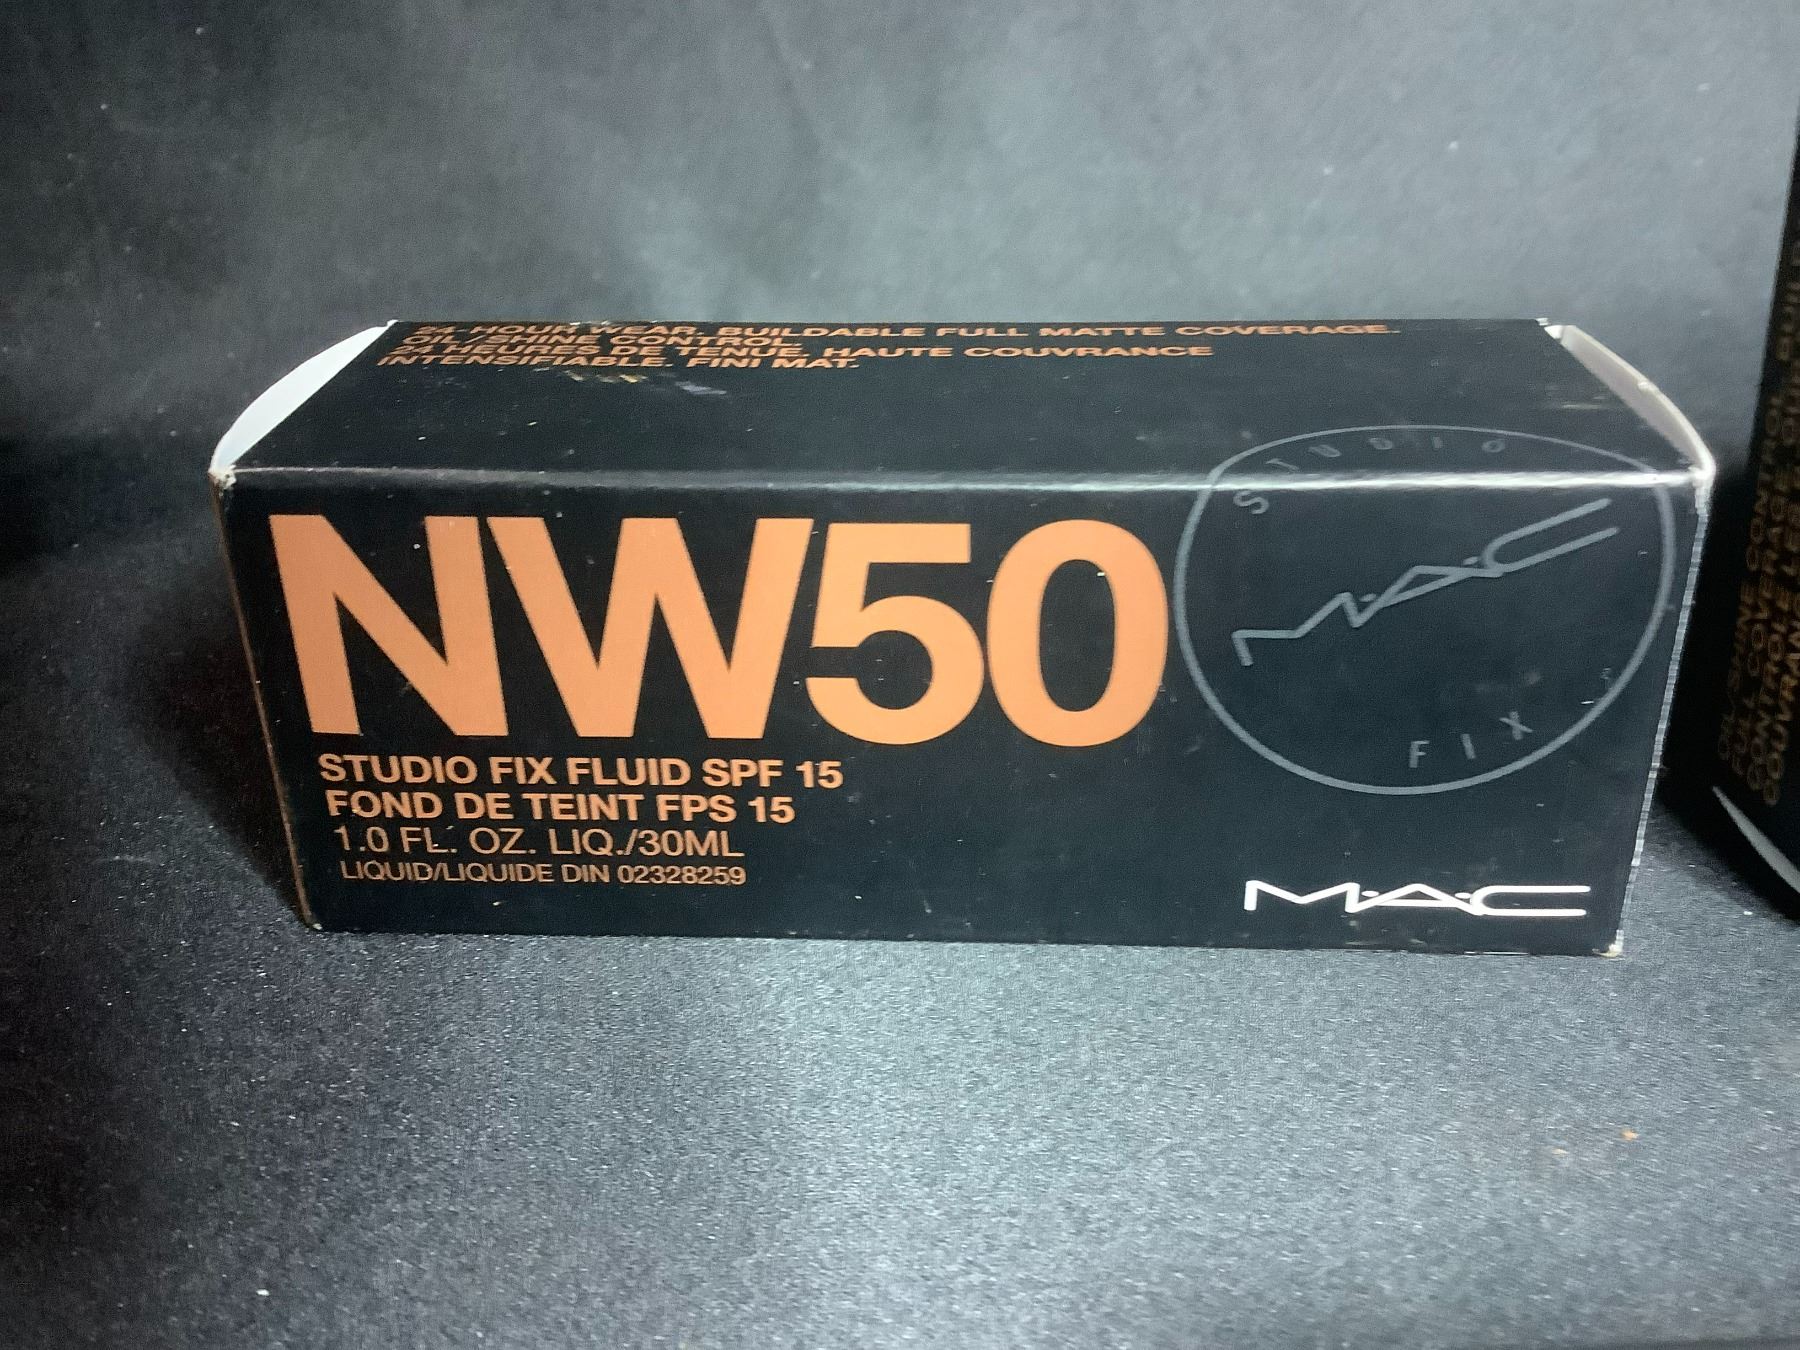 24-HOUR WEAR. BUILDABLE FULL MATTE COVERAGE.
OIL/SHINE CONTROL.
24 HEURES DE TENUE. HAUTE COUVRANCE
INTENSIFIABLE. FINI MAT.
STUDIO
MAC
FIX
NW50
STUDIO FIX FLUID SPF 15
FOND DE TEINT FPS 15
1.0 FL. OZ. LIQ./30ML
LIQUID/LIQUIDE DIN 02328259
M·A·C